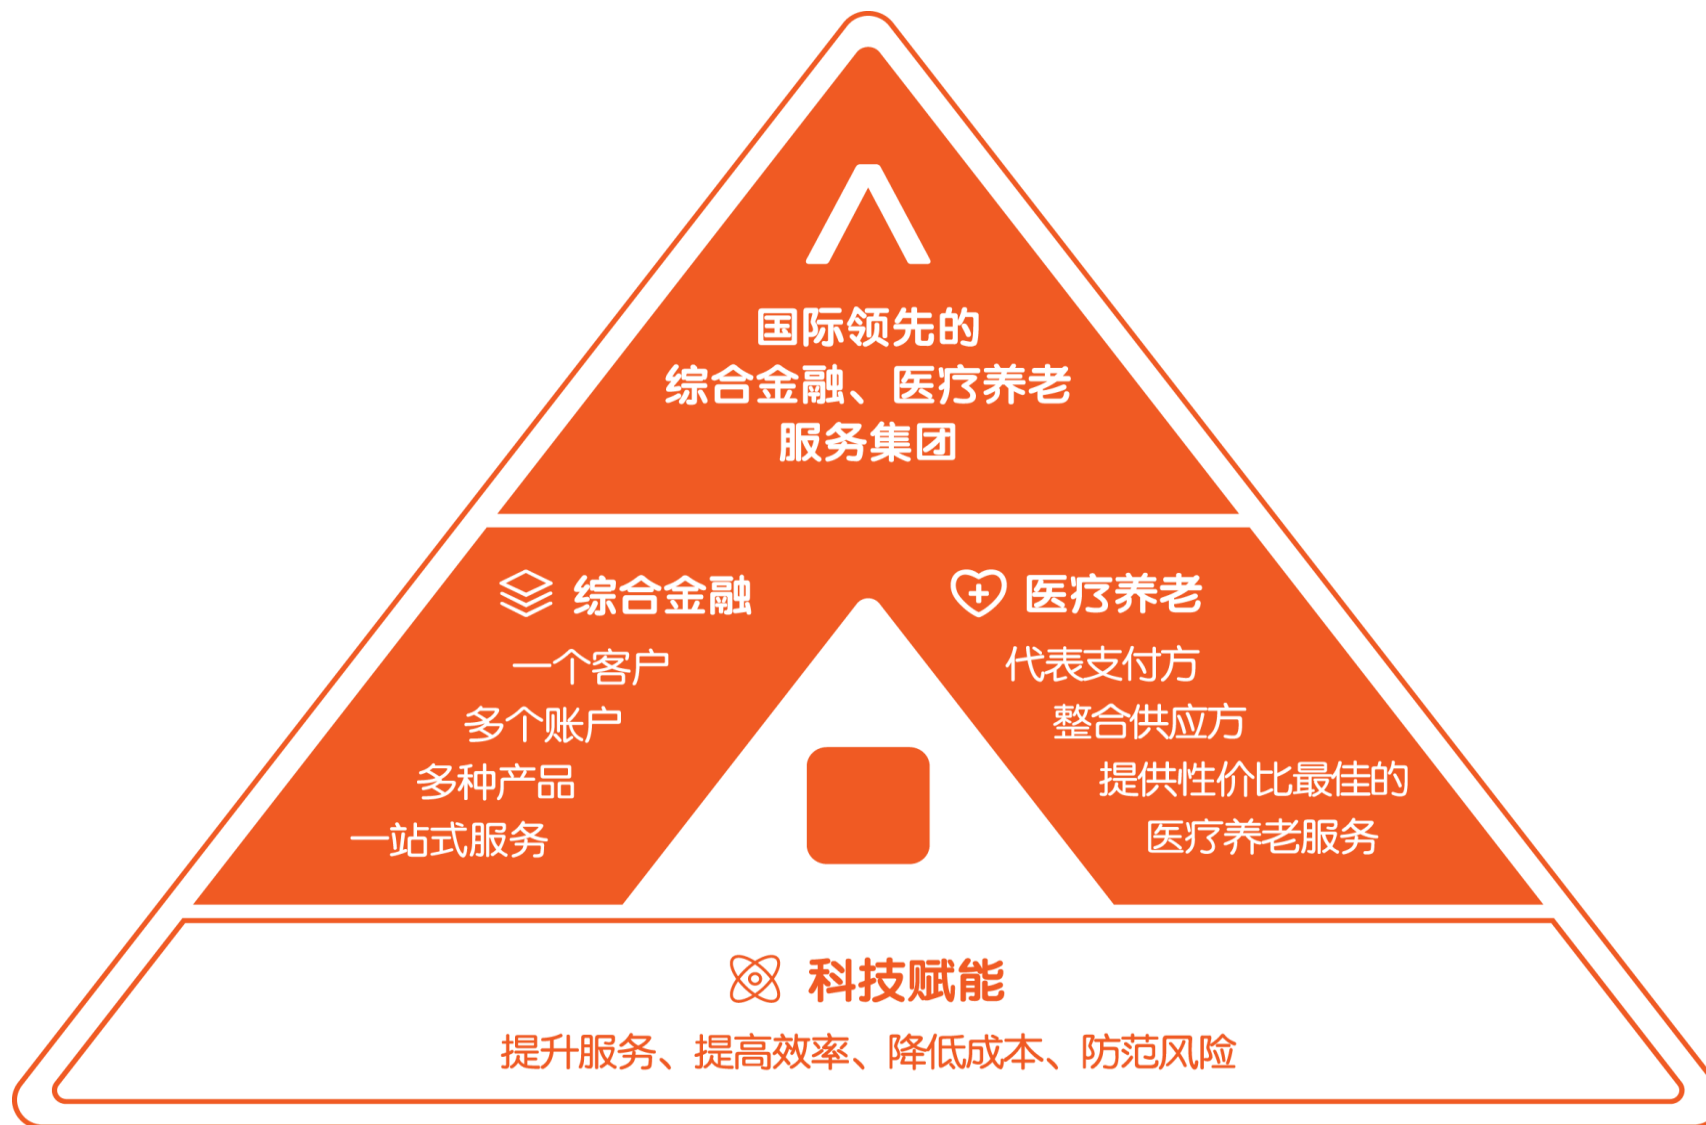 国际领先的
综合金融、医疗养老
服务集团
综合金融
一个客户
多个账户
多种产品
一站式服务
医疗养老
代表支付方
整合供应方
提供性价比最佳的
医疗养老服务
科技赋能
提升服务、提高效率、降低成本、防范风险